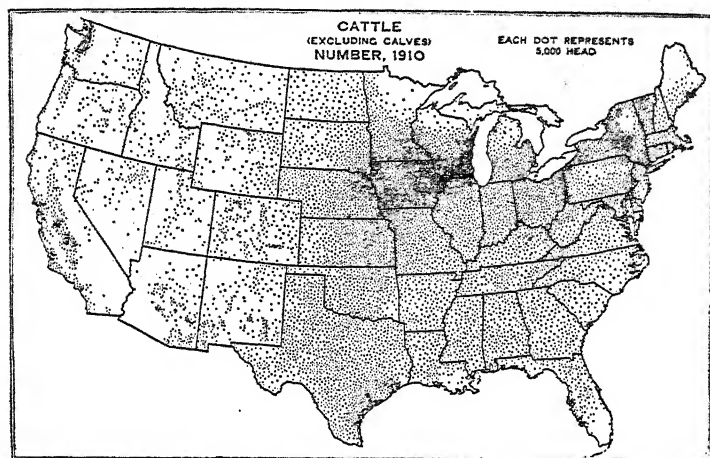 CATTLE
(EXCLUDING CALVES)
NUMBER, 1910
EACH DOT REPRESENTS
5,000 HEAD